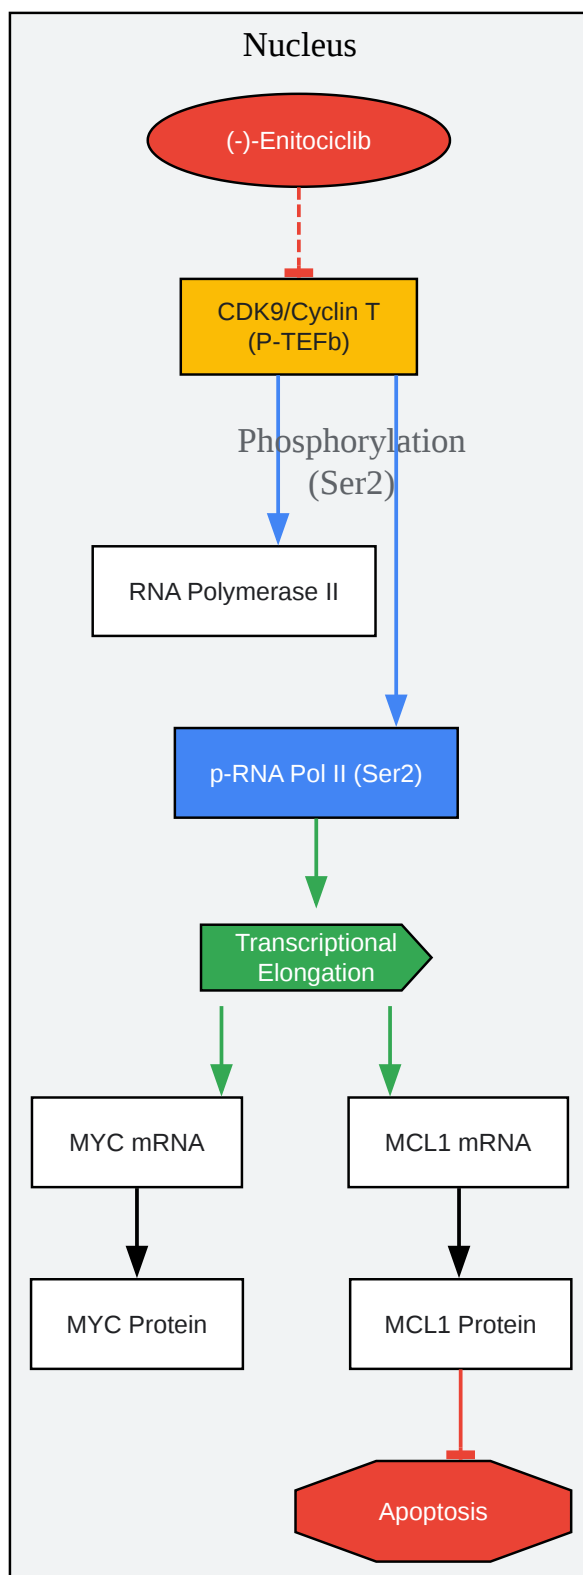 Nucleus
(-)-Enitociclib
CDK9/Cyclin T
(P-TEFb)
Phosphorylation
(Ser2)
RNA Polymerase II
p-RNA Pol II (Ser2)
Transcriptional
Elongation
MYC mRNA
MCL1 mRNA
MYC Protein
MCL1 Protein
Apoptosis